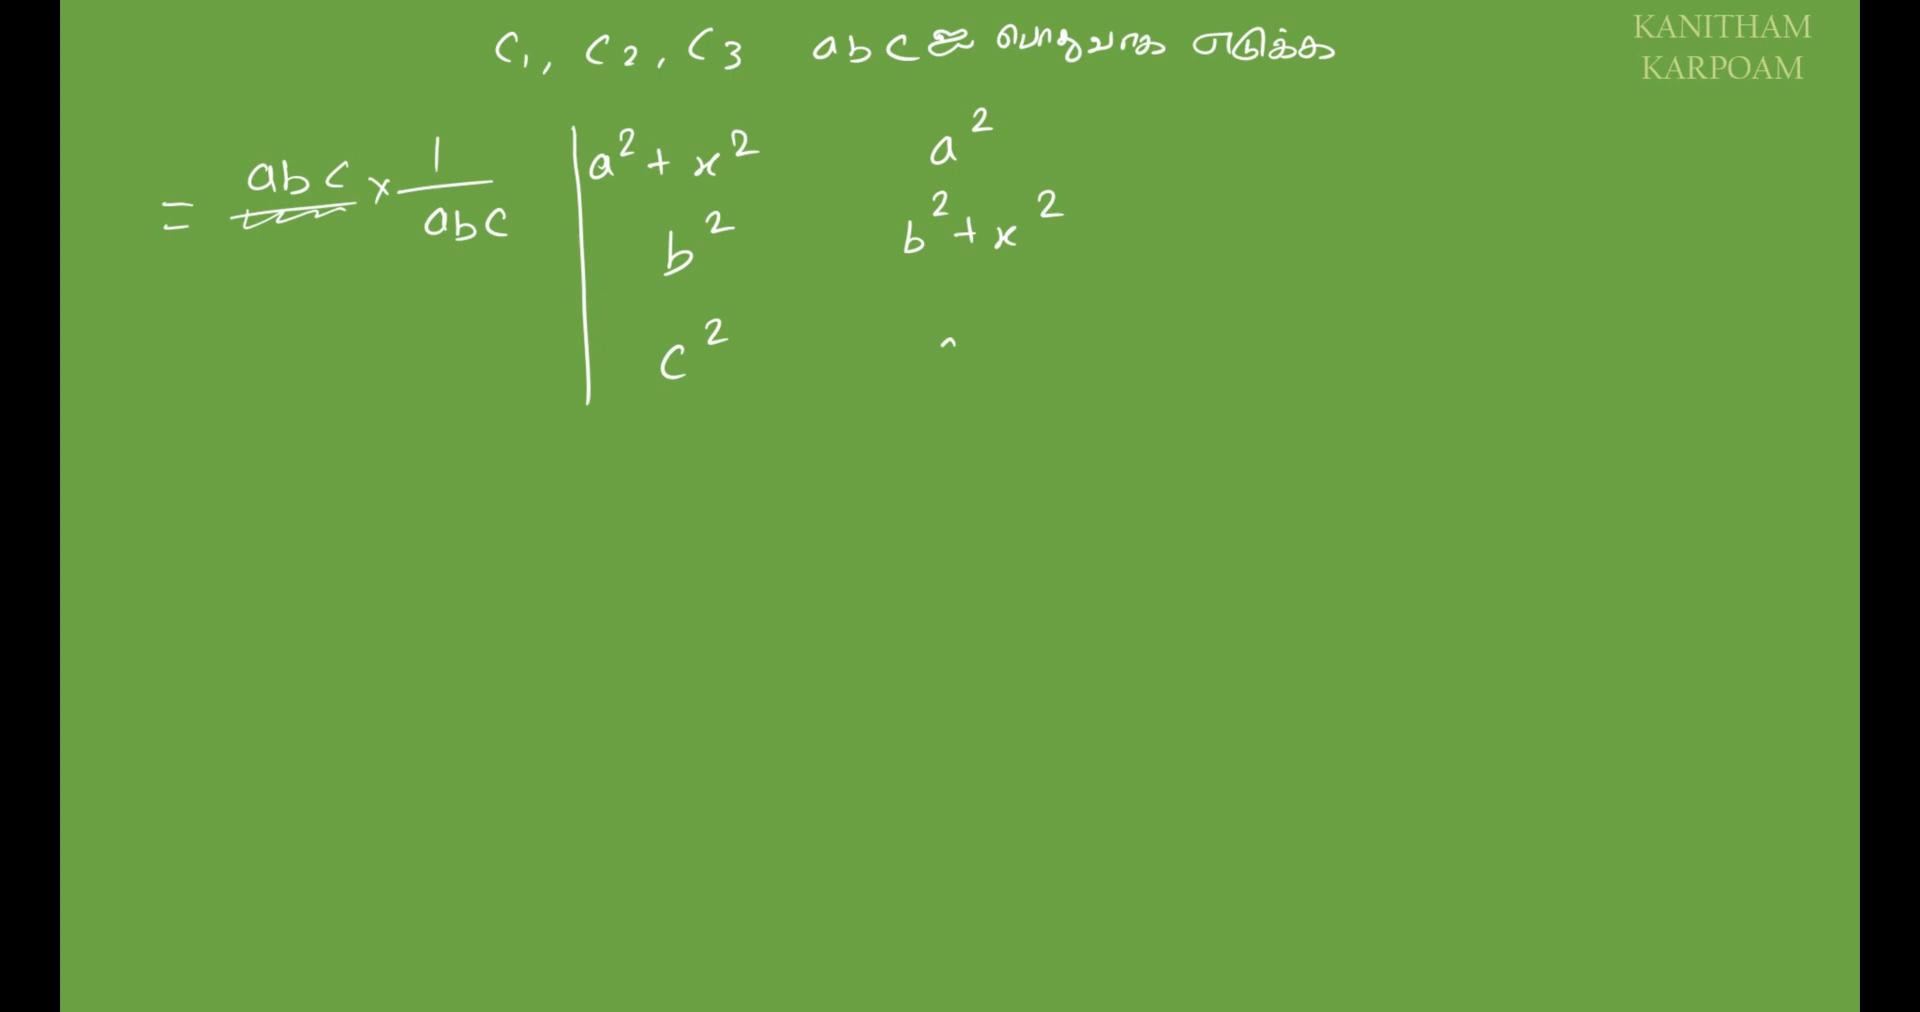 C₁, C₂, C₃ abc ஐ பொதுவாக எடுக்க
KANITHAM
KARPOAM
= abc × 1/abc | a² + x² a²
b² b² + x²
c²